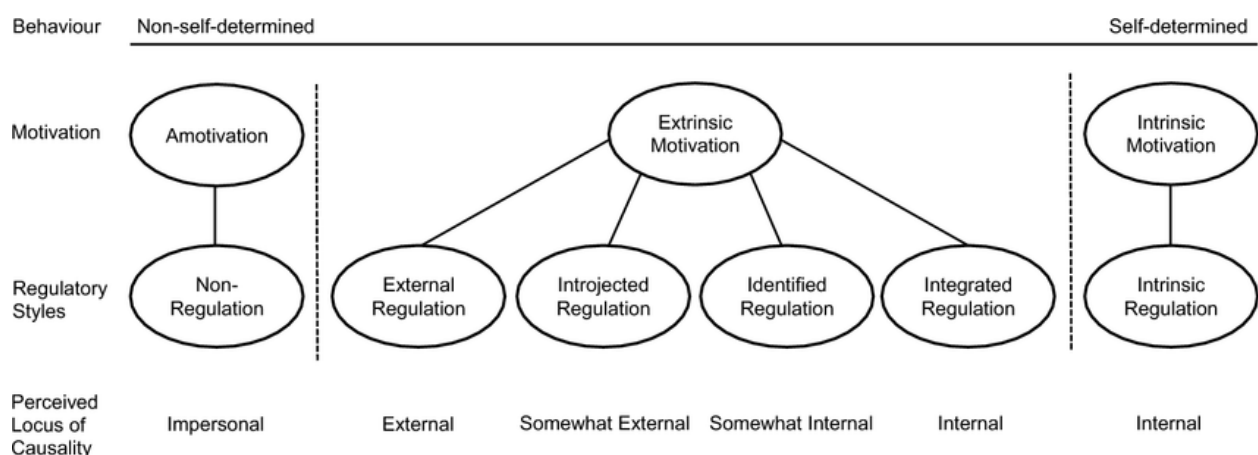 Behaviour Non-self-determined Self-determined
Motivation
Amotivation
Extrinsic
Motivation
Intrinsic
Motivation
Regulatory
Styles
Non-
Regulation
External
Regulation
Introjected
Regulation
Identified
Regulation
Integrated
Regulation
Intrinsic
Regulation
Perceived
Locus of
Causality
Impersonal External Somewhat External Somewhat Internal Internal Internal